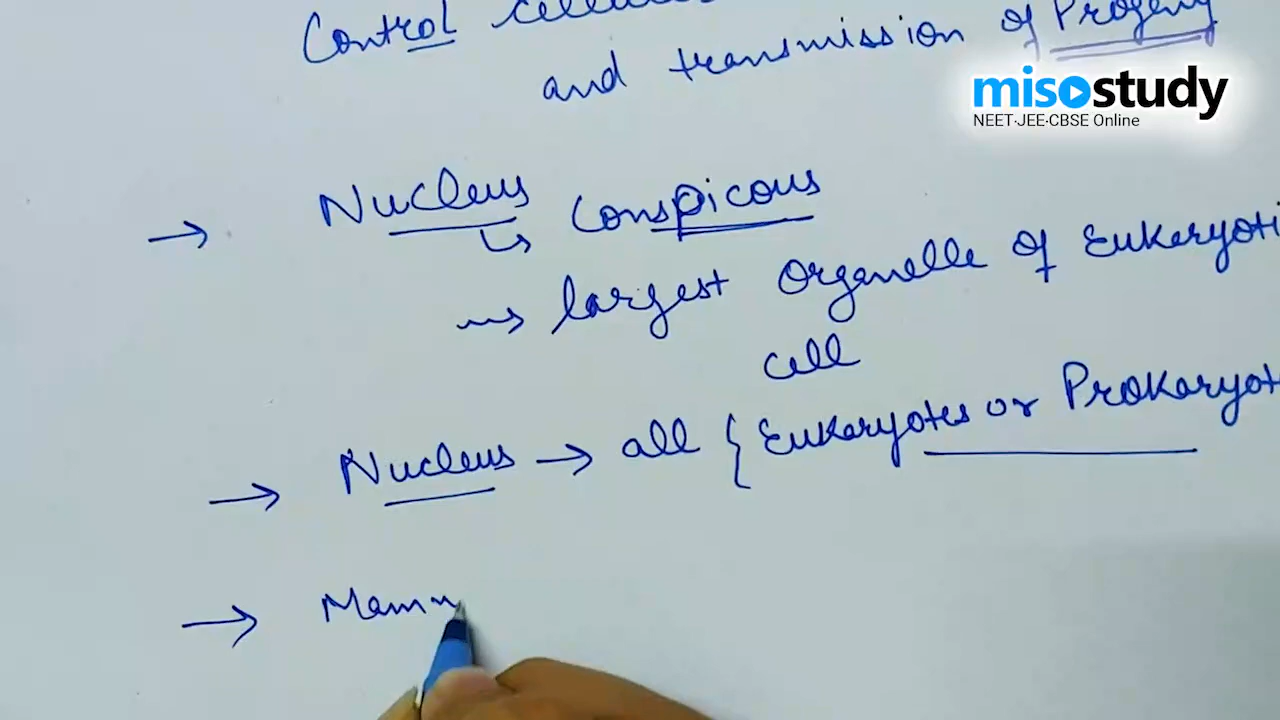 Control
and transmission of Progeny
misostudy
NEET·JEE·CBSE Online
→ Nucleus
↳ Conspicous
→ largest Organelle of Eukaryoti
cell
→ Nucleus → all { Eukaryotes or Prokaryot
→ Mamm